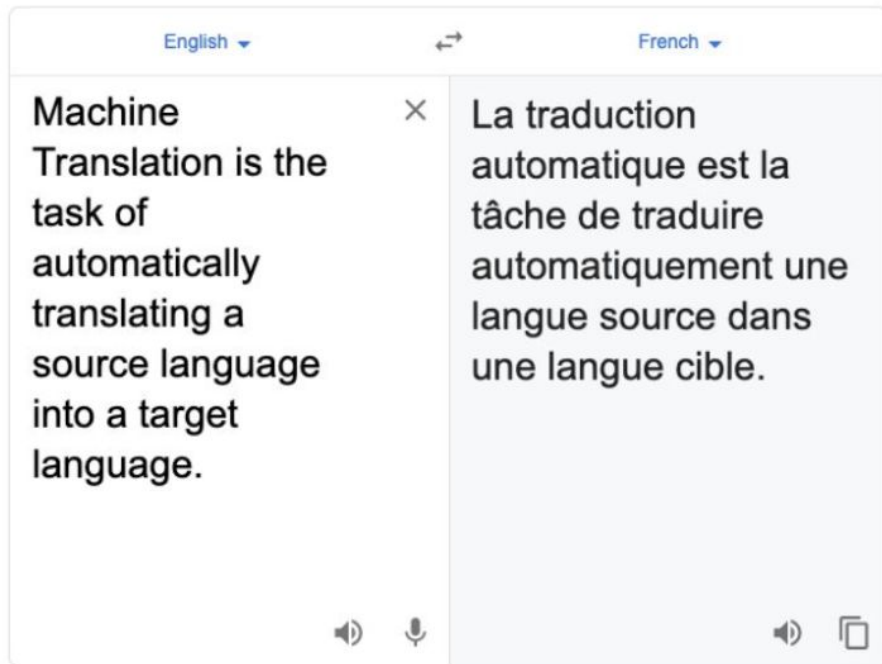 English
French
Machine
Translation is the
task of
automatically
translating a
source language
into a target
language.
La traduction
automatique est la
tâche de traduire
automatiquement une
langue source dans
une langue cible.